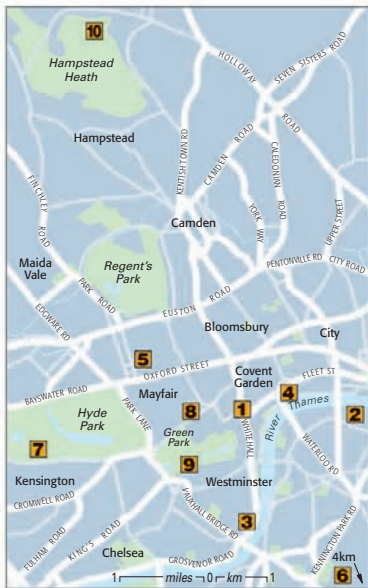 10
Hampstead
Heath
HOLLOWAY ROAD
SEVEN SISTERS ROAD
Hampstead
KENTISH TOWN RD
CAMDEN ROAD
CALEDONIAN ROAD
FINCHLEY ROAD
Camden
YORK WAY
UPPER STREET
Maida
Vale
Regent's
Park
PARK ROAD
PENTONVILLE RD
CITY ROAD
EUSTON ROAD
EDGWARE RD
Bloomsbury
City
5
OXFORD STREET
Covent
Garden
FLEET ST
BAYSWATER ROAD
Mayfair
4
Hyde
Park
PARK LANE
8
1
WHITEHALL
River Thames
2
Green
Park
WATERLOO RD
7
9
Kensington
Westminster
CROMWELL ROAD
VAUXHALL BRIDGE RD
3
FULHAM ROAD
KING'S ROAD
KENNINGTON PARK RD
Chelsea
GROSVENOR ROAD
4km
6
1 miles 0 km 1